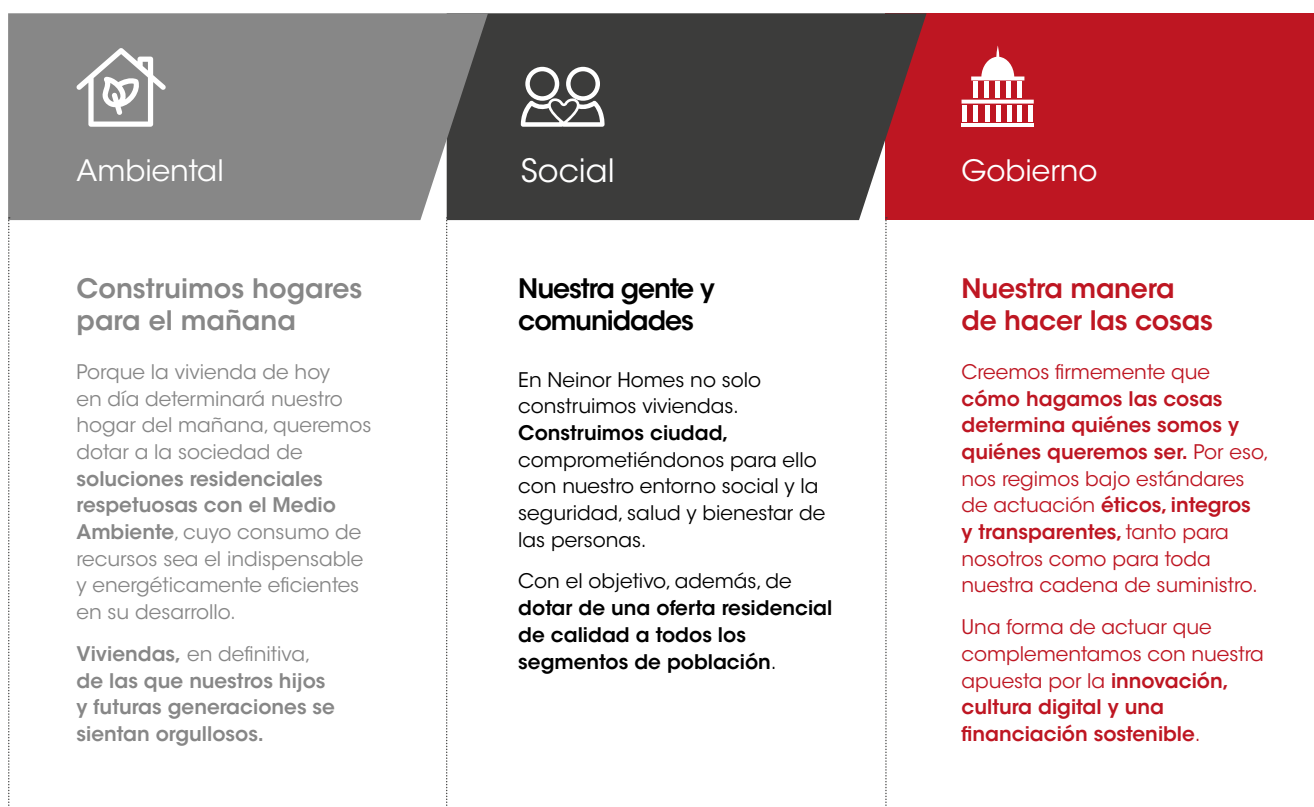 Ambiental
Construimos hogares
para el mañana
Porque la vivienda de hoy
en día determinará nuestro
hogar del mañana, queremos
dotar a la sociedad de
soluciones residenciales
respetuosas con el Medio
Ambiente, cuyo consumo de
recursos sea el indispensable
y energéticamente eficientes
en su desarrollo.
Viviendas, en definitiva,
de las que nuestros hijos
y futuras generaciones se
sientan orgullosos.
Social
Nuestra gente y
comunidades
En Neinor Homes no solo
construimos viviendas.
Construimos ciudad,
comprometiéndonos para ello
con nuestro entorno social y la
seguridad, salud y bienestar de
las personas.
Con el objetivo, además, de
dotar de una oferta residencial
de calidad a todos los
segmentos de población.
Gobierno
Nuestra manera
de hacer las cosas
Creemos firmemente que
cómo hagamos las cosas
determina quiénes somos y
quiénes queremos ser. Por eso,
nos regimos bajo estándares
de actuación éticos, integros
y transparentes, tanto para
nosotros como para toda
nuestra cadena de suministro.
Una forma de actuar que
complementamos con nuestra
apuesta por la innovación,
cultura digital y una
financiación sostenible.